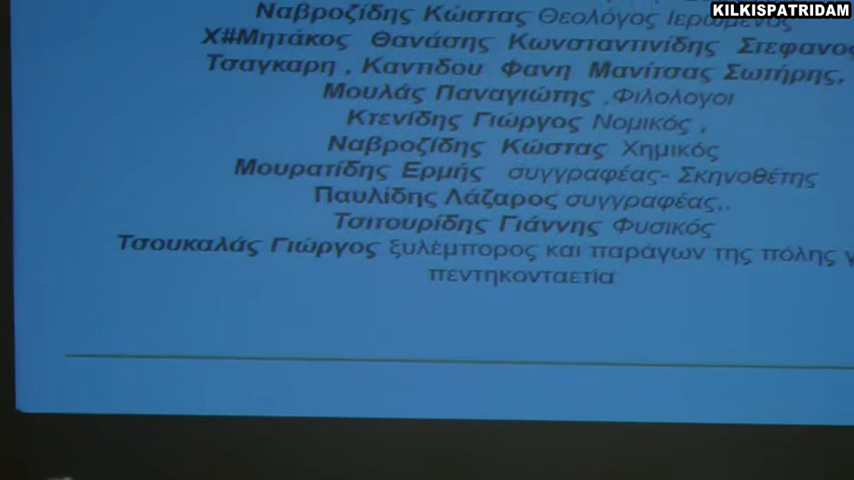 KILKISPATRIDAM
Ναβροζίδης Κώστας Θεολόγος Ιερωμένος
Χ#Μητάκος Θανάσης Κωνσταντινίδης Στεφανος
Τσαγκαρη , Καντιδου Φανη Μανίτσας Σωτήρης,
Μουλάς Παναγιώτης ,Φιλολογοι
Κτενίδης Γιώργος Νομικός ,
Ναβροζίδης Κώστας Χημικός
Μουρατίδης Ερμής συγγραφέας- Σκηνοθέτης
Παυλίδης Λάζαρος συγγραφέας..
Τσιτουρίδης Γιάννης Φυσικός
Τσουκαλάς Γιώργος ξυλέμπορος και παράγων της πόλης
πεντηκονταετία